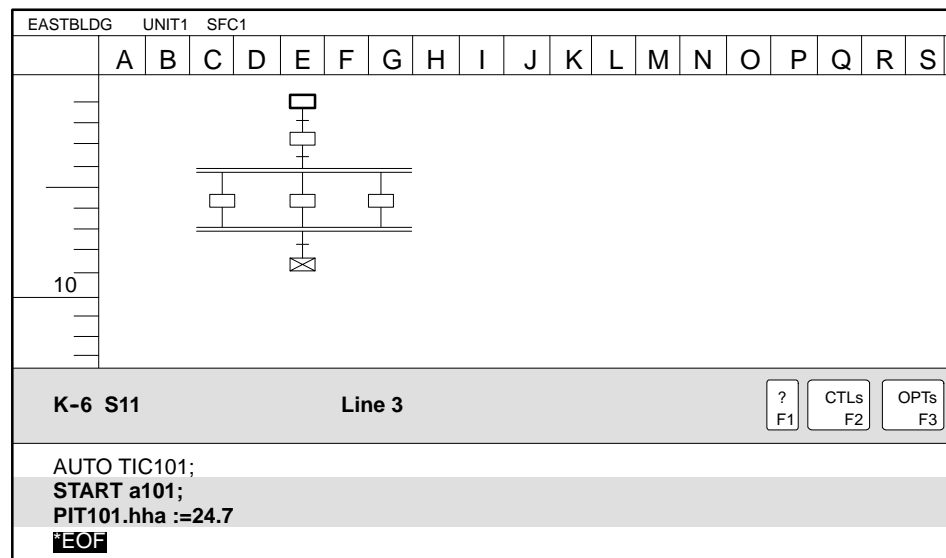 EASTBLDG UNIT1 SFC1
A B C D E F G H I J K L M N O P Q R S
10
K-6 S11 Line 3
? CTLs OPTs
F1 F2 F3
AUTO TIC101;
START a101;
PIT101.hha :=24.7
*EOF